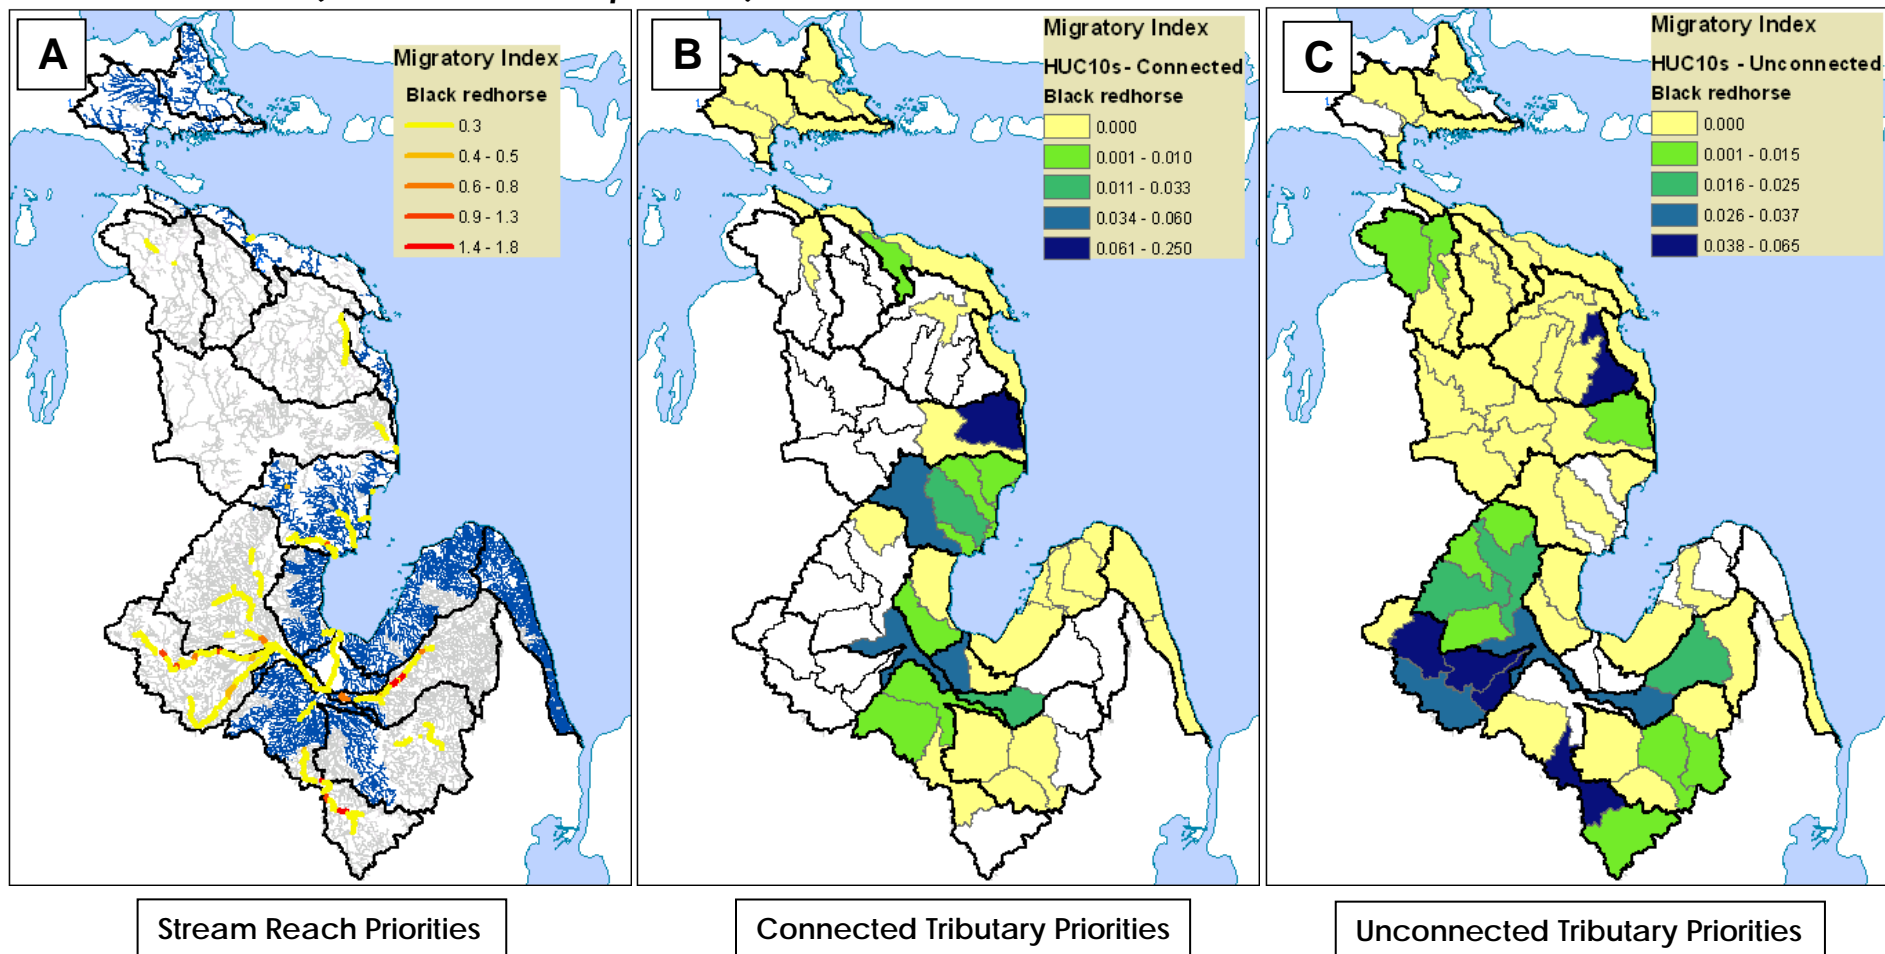 A
Migratory Index
Black redhorse
0.3
0.4 - 0.5
0.6 - 0.8
0.9 - 1.3
1.4 - 1.8
Stream Reach Priorities
B
Migratory Index
HUC10s - Connected
Black redhorse
0.000
0.001 - 0.010
0.011 - 0.033
0.034 - 0.060
0.061 - 0.250
Connected Tributary Priorities
C
Migratory Index
HUC10s - Unconnected
Black redhorse
0.000
0.001 - 0.015
0.016 - 0.025
0.026 - 0.037
0.038 - 0.065
Unconnected Tributary Priorities